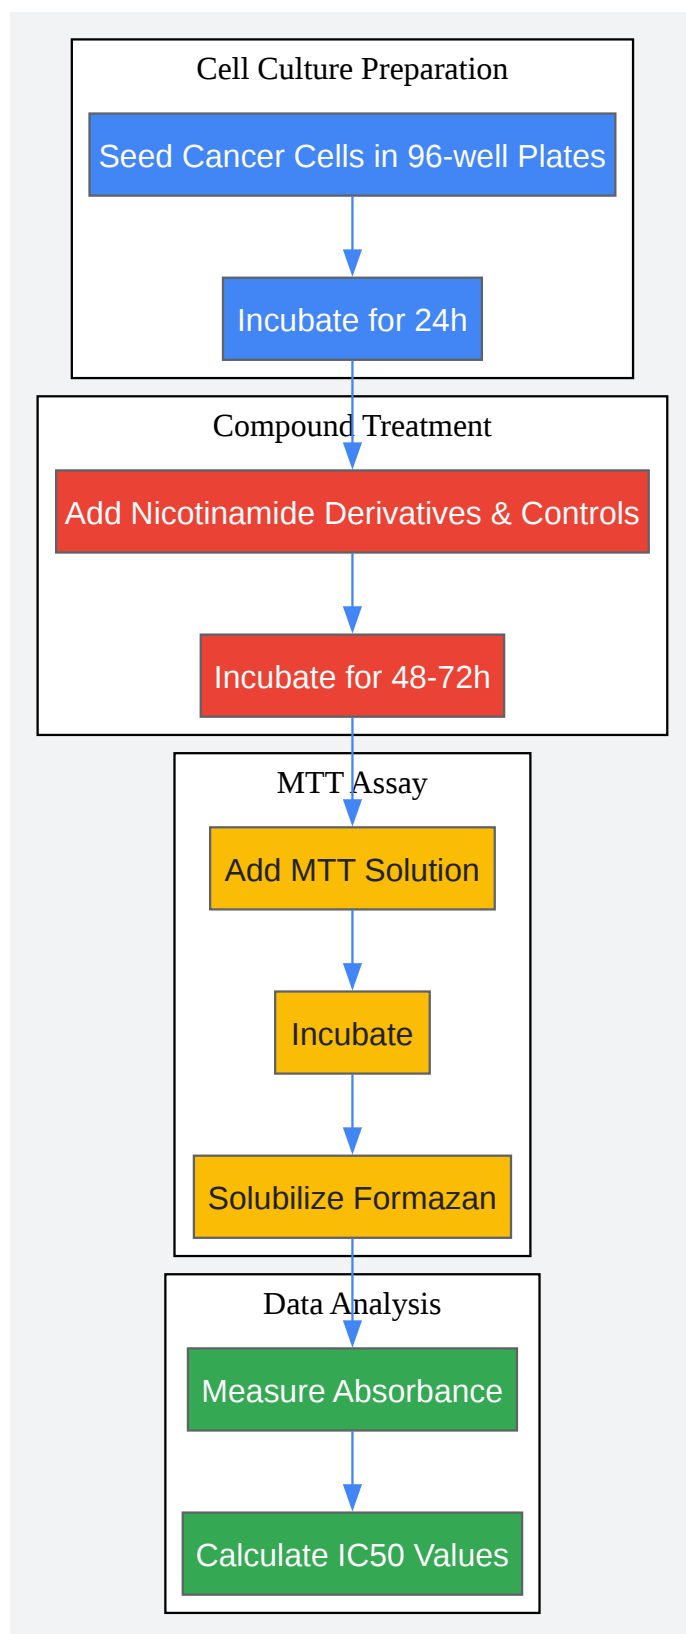 Cell Culture Preparation
Seed Cancer Cells in 96-well Plates
Incubate for 24h
Compound Treatment
Add Nicotinamide Derivatives & Controls
Incubate for 48-72h
MTT Assay
Add MTT Solution
Incubate
Solubilize Formazan
Data Analysis
Measure Absorbance
Calculate IC50 Values